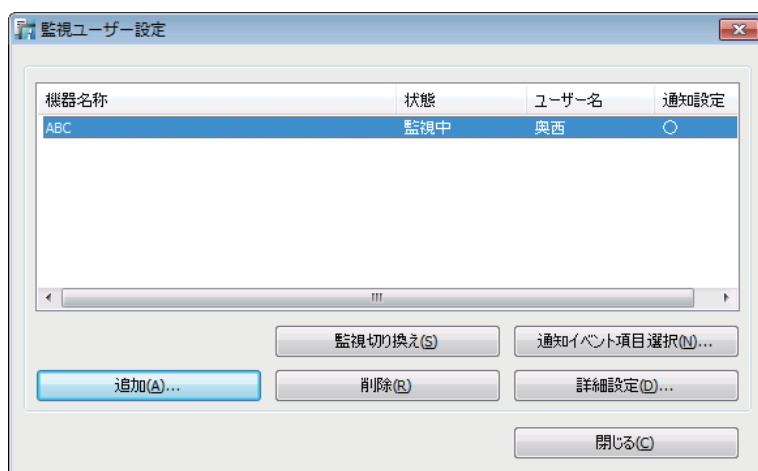 監視ユーザー設定
機器名称 状態 ユーザー名 通知設定
ABC 監視中 奥西 ○
監視切り換え(S) 通知イベント項目選択(N)...
追加(A)... 削除(R) 詳細設定(D)...
閉じる(C)